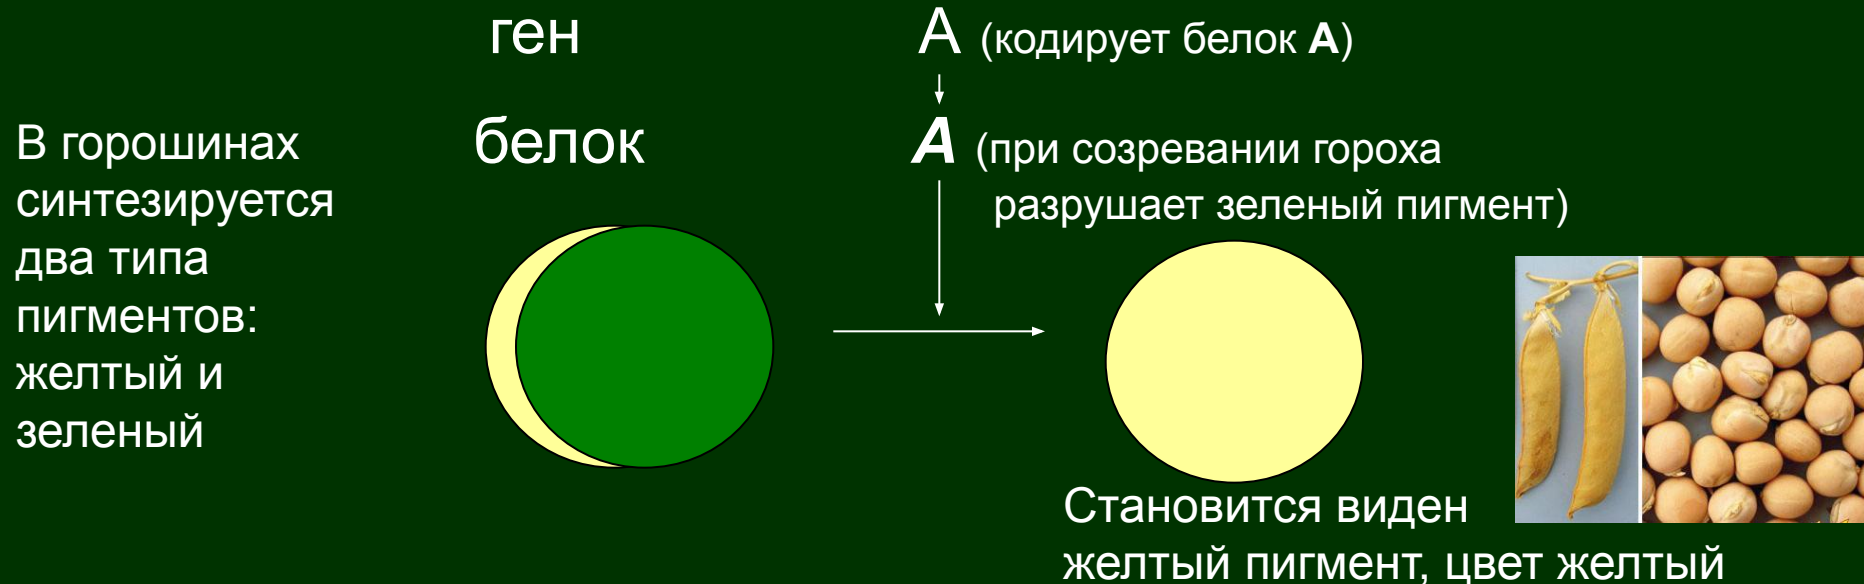 ген
А (кодирует белок А)
белок
А (при созревании гороха
разрушает зеленый пигмент)
В горошинах
синтезируется
два типа
пигментов:
желтый и
зеленый
Становится виден
желтый пигмент, цвет желтый